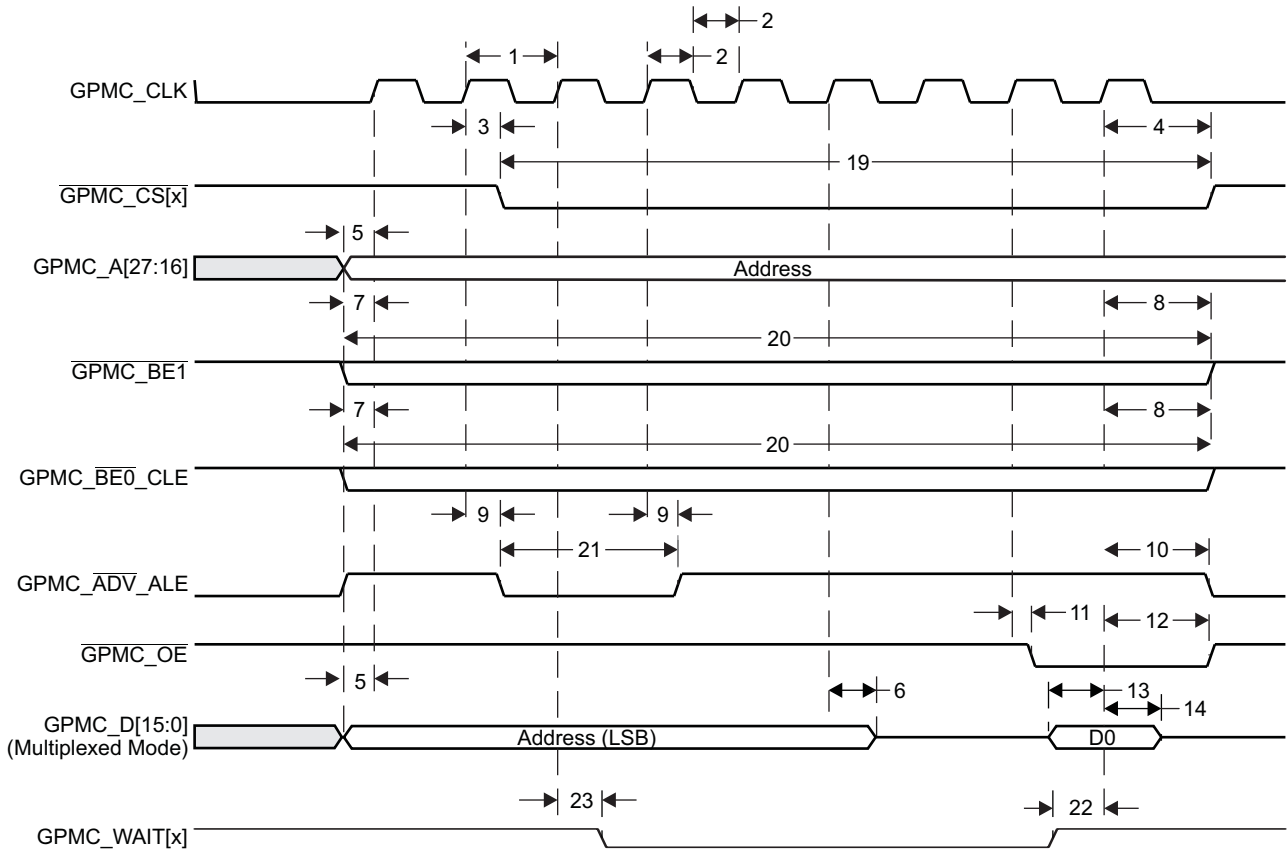 2
1
2
GPMC_CLK
3
4
19
GPMC_CS[x]
5
GPMC_A[27:16]
Address
7
8
20
GPMC_BE1
7
8
20
GPMC_BE0_CLE
9
9
21
10
GPMC_ADV_ALE
11
12
GPMC_OE
5
6
13
14
GPMC_D[15:0]
(Multiplexed Mode)
Address (LSB)
D0
23
22
GPMC_WAIT[x]